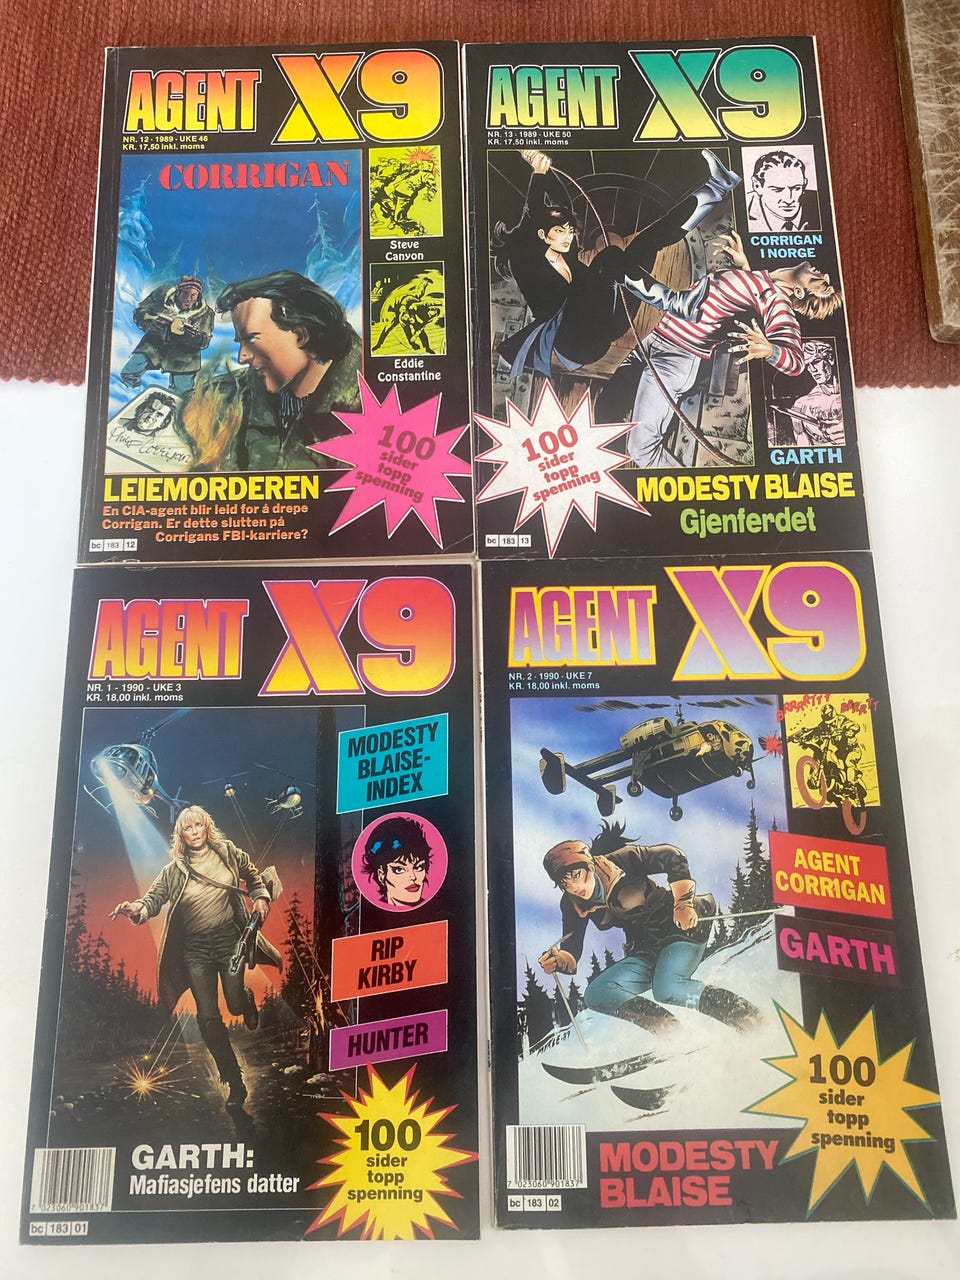 AGENT X9
NR. 12 - 1989 - UKE 46
KR. 17,50 inkl. moms
CORRIGAN
Steve
Canyon
Eddie
Constantine
100
sider
topp
spenning
LEIEMORDEREN
En CIA-agent blir leid for å drepe
Corrigan. Er dette slutten på
Corrigans FBI-karriere?
bc 183 12
AGENT X9
NR. 13 - 1989 - UKE 50
KR. 17,50 inkl. moms
CORRIGAN
I NORGE
GARTH
100
sider
topp
spenning
MODESTY BLAISE
Gjenferdet
bc 183 13
AGENT X9
NR. 1 - 1990 - UKE 3
KR. 18,00 inkl. moms
MODESTY
BLAISE-
INDEX
RIP
KIRBY
HUNTER
100
sider
topp
spenning
GARTH:
Mafiasjefens datter
7 023060 901837
bc 183 01
AGENT X9
NR. 2 - 1990 - UKE 7
KR. 18,00 inkl. moms
AGENT
CORRIGAN
GARTH
100
sider
topp
spenning
MODESTY
BLAISE
7 023060 901837
bc 183 02